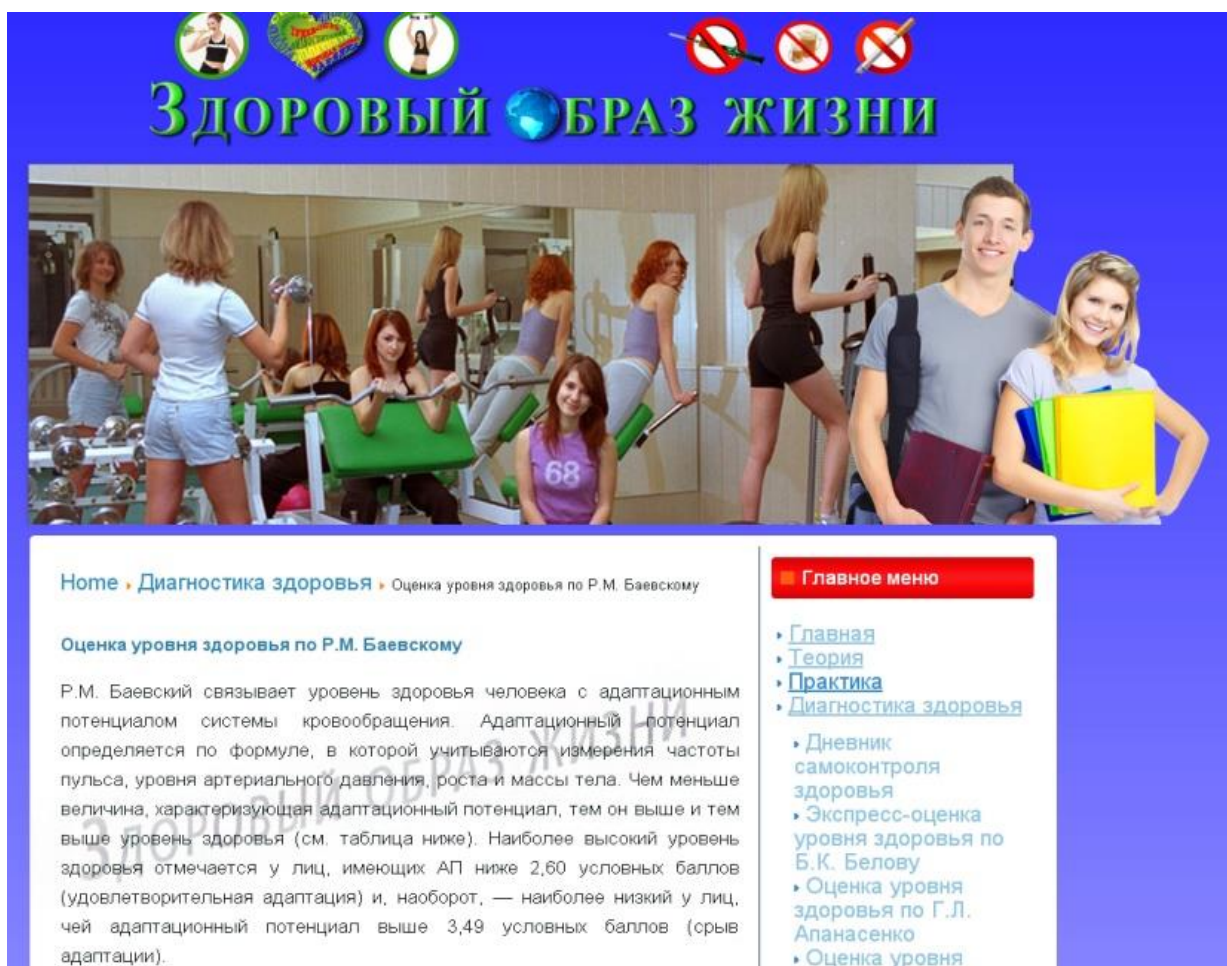 Здоровый Образ жизни
68
Home › Диагностика здоровья › Оценка уровня здоровья по Р.М. Баевскому
Оценка уровня здоровья по Р.М. Баевскому
Р.М. Баевский связывает уровень здоровья человека с адаптационным
потенциалом системы кровообращения. Адаптационный потенциал
определяется по формуле, в которой учитываются измерения частоты
пульса, уровня артериального давления, роста и массы тела. Чем меньше
величина, характеризующая адаптационный потенциал, тем он выше и тем
выше уровень здоровья (см. таблица ниже). Наиболее высокий уровень
здоровья отмечается у лиц, имеющих АП ниже 2,60 условных баллов
(удовлетворительная адаптация) и, наоборот, — наиболее низкий у лиц,
чей адаптационный потенциал выше 3,49 условных баллов (срыв
адаптации).
Здоровый образ жизни
Главное меню
Главная
Теория
Практика
Диагностика здоровья
Дневник
самоконтроля
здоровья
Экспресс-оценка
уровня здоровья по
Б.К. Белову
Оценка уровня
здоровья по Г.Л.
Апанасенко
Оценка уровня